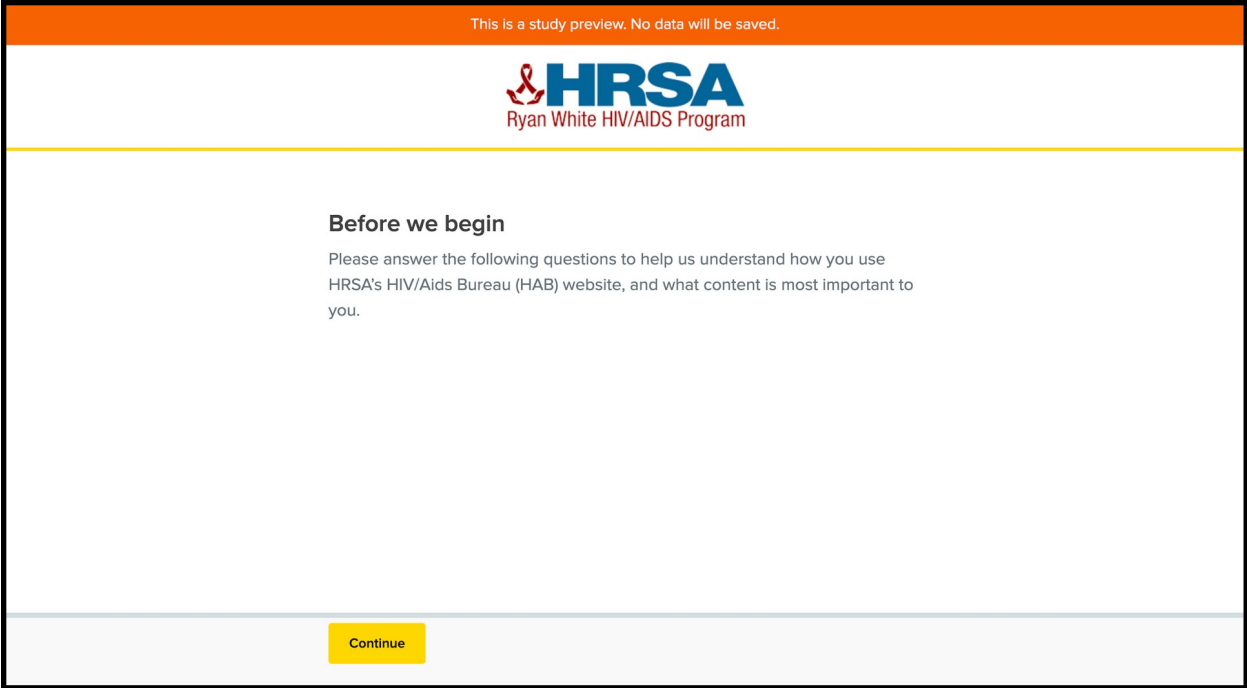 This is a study preview. No data will be saved.
HRSA
Ryan White HIV/AIDS Program
Before we begin
Please answer the following questions to help us understand how you use
HRSA's HIV/Aids Bureau (HAB) website, and what content is most important to
you.
Continue